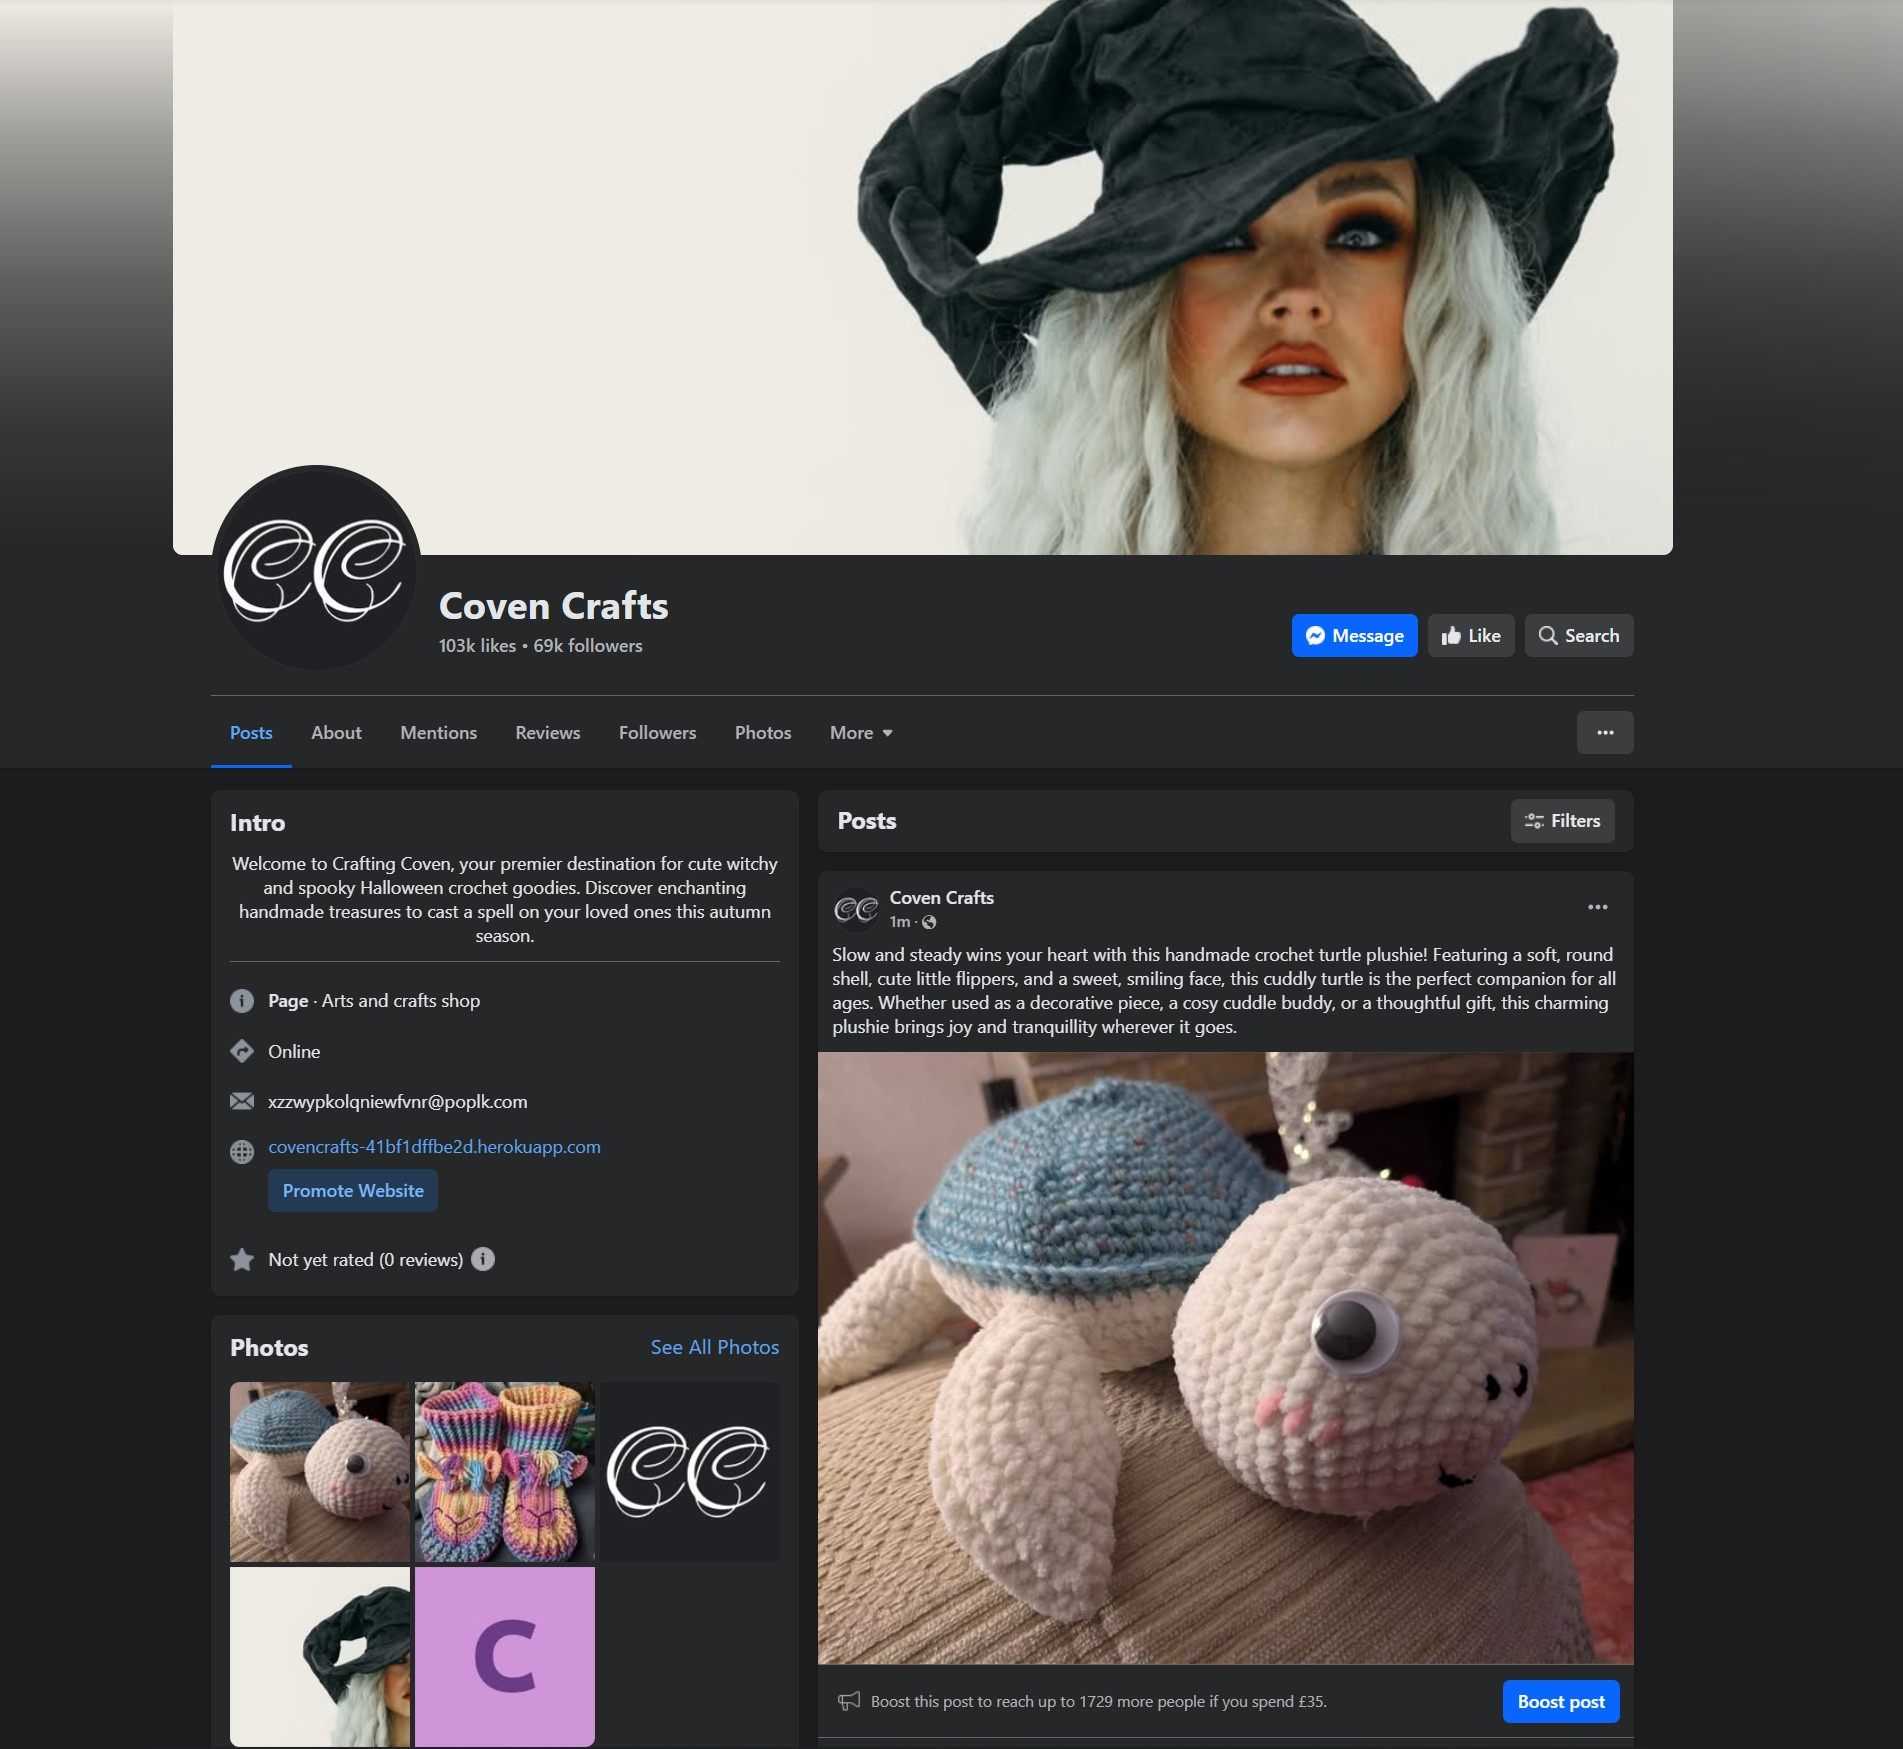 CC
Coven Crafts
103k likes • 69k followers
Message
Like
Search
Posts
About
Mentions
Reviews
Followers
Photos
More
Intro
Welcome to Crafting Coven, your premier destination for cute witchy
and spooky Halloween crochet goodies. Discover enchanting
handmade treasures to cast a spell on your loved ones this autumn
season.
Page · Arts and crafts shop
Online
xzzwypkolqniewfvnr@poplk.com
covencrafts-41bf1dffbe2d.herokuapp.com
Promote Website
Not yet rated (0 reviews)
Photos
See All Photos
CC
C
Posts
Filters
CC
Coven Crafts
1m ·
Slow and steady wins your heart with this handmade crochet turtle plushie! Featuring a soft, round
shell, cute little flippers, and a sweet, smiling face, this cuddly turtle is the perfect companion for all
ages. Whether used as a decorative piece, a cosy cuddle buddy, or a thoughtful gift, this charming
plushie brings joy and tranquillity wherever it goes.
Boost this post to reach up to 1729 more people if you spend £35.
Boost post